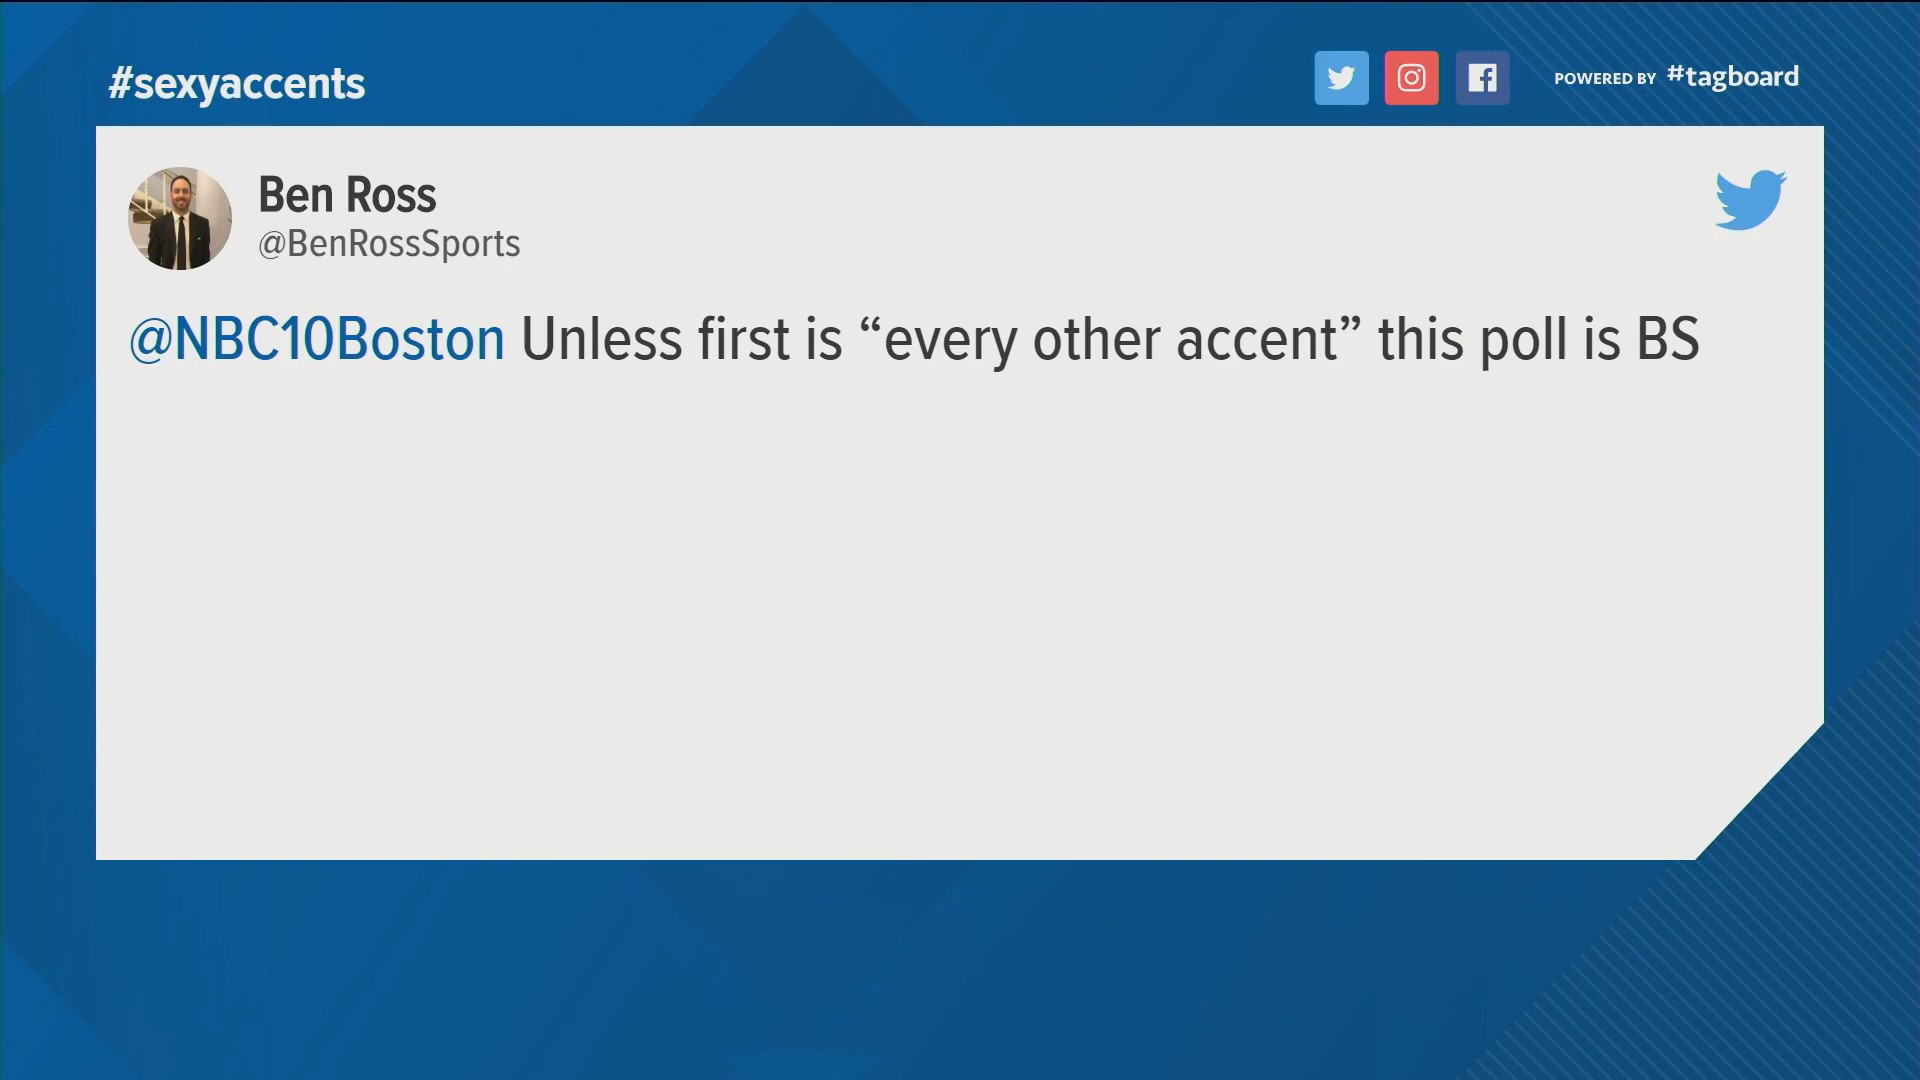 #sexyaccents
POWERED BY #tagboard
Ben Ross
@BenRossSports
@NBC10Boston Unless first is “every other accent” this poll is BS